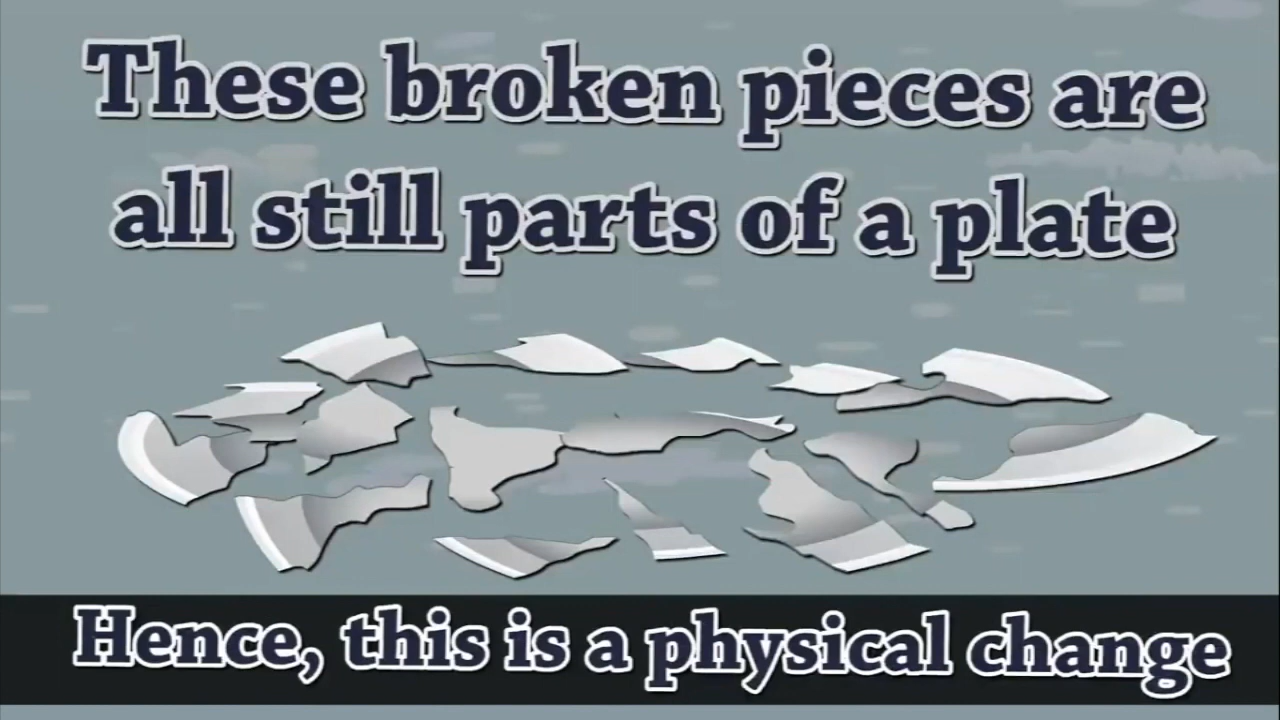 These broken pieces are
all still parts of a plate
Hence, this is a physical change